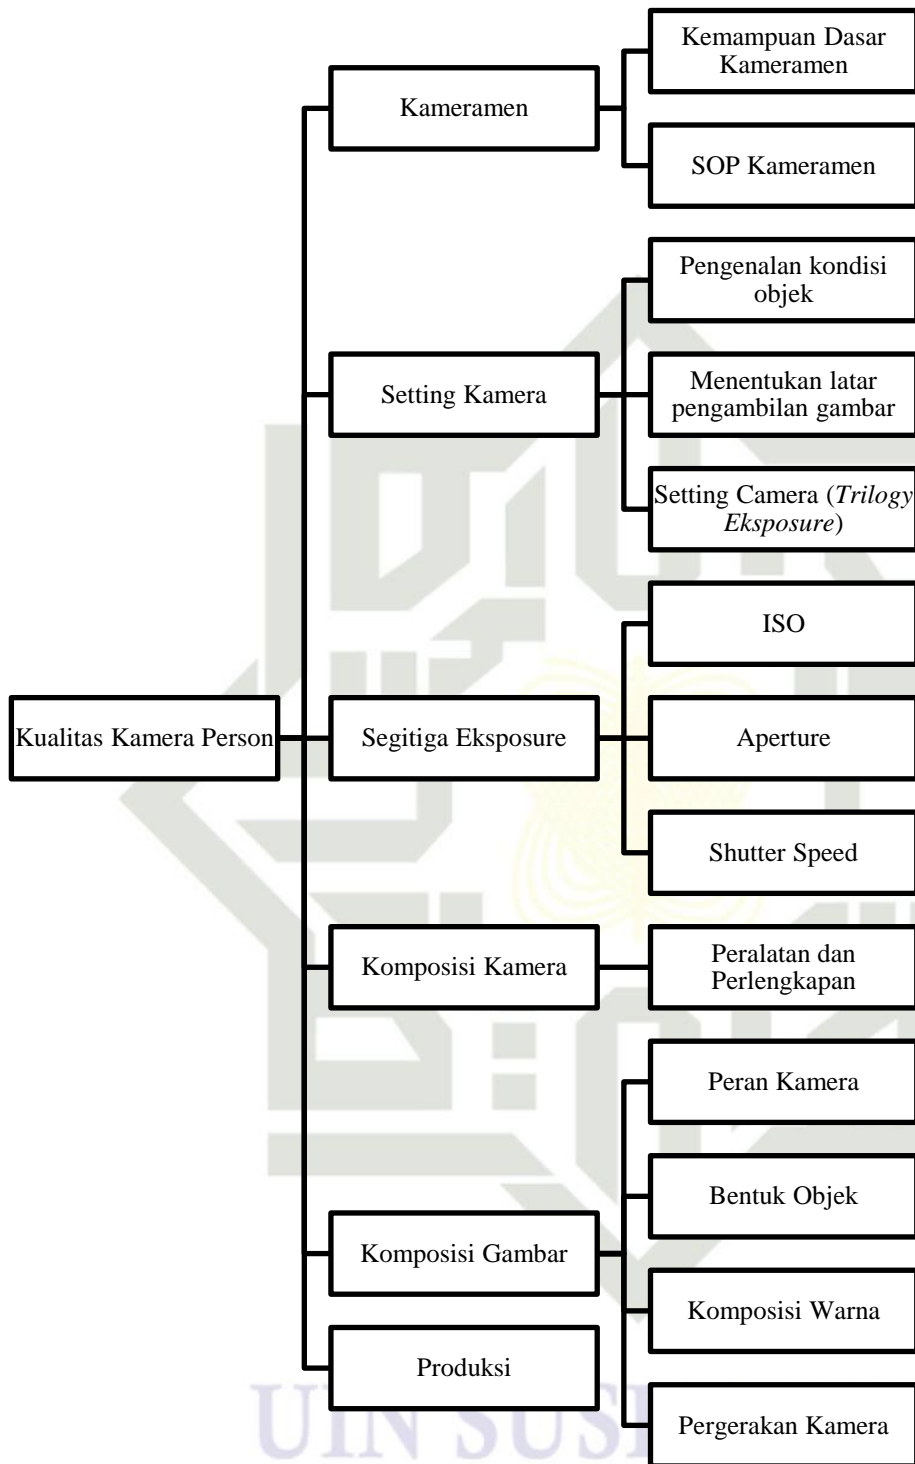 Kualitas Kamera Person
Kameramen
Kemampuan Dasar
Kameramen
SOP Kameramen
Setting Kamera
Pengenalan kondisi
objek
Menentukan latar
pengambilan gambar
Setting Camera (Trilogy
Eksposure)
Segitiga Eksposure
ISO
Aperture
Shutter Speed
Komposisi Kamera
Peralatan dan
Perlengkapan
Komposisi Gambar
Peran Kamera
Bentuk Objek
Komposisi Warna
Pergerakan Kamera
Produksi
UIN SUS